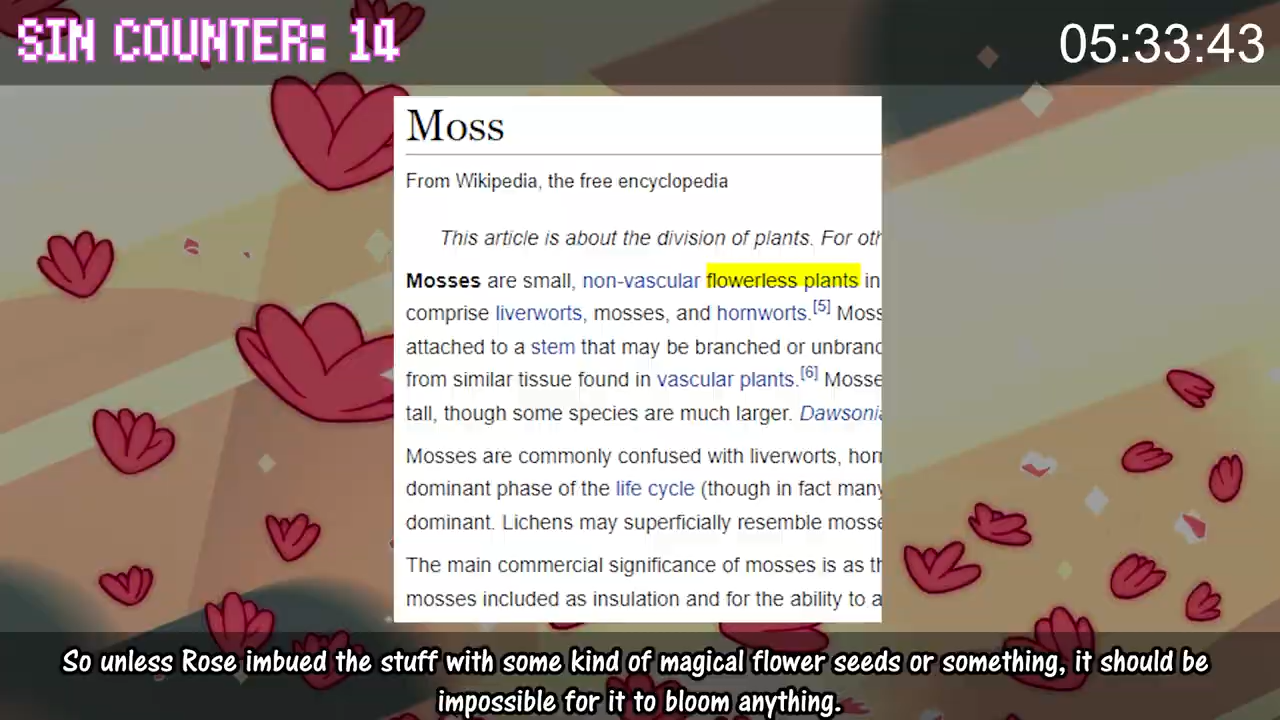 SIN COUNTER: 14
05:33:43
Moss
From Wikipedia, the free encyclopedia
This article is about the division of plants. For oth
Mosses are small, non-vascular flowerless plants in
comprise liverworts, mosses, and hornworts.[5] Moss
attached to a stem that may be branched or unbranc
from similar tissue found in vascular plants.[6] Mosse
tall, though some species are much larger. Dawsonia
Mosses are commonly confused with liverworts, horn
dominant phase of the life cycle (though in fact many
dominant. Lichens may superficially resemble mosse
The main commercial significance of mosses is as th
mosses included as insulation and for the ability to a
So unless Rose imbued the stuff with some kind of magical flower seeds or something, it should be
impossible for it to bloom anything.